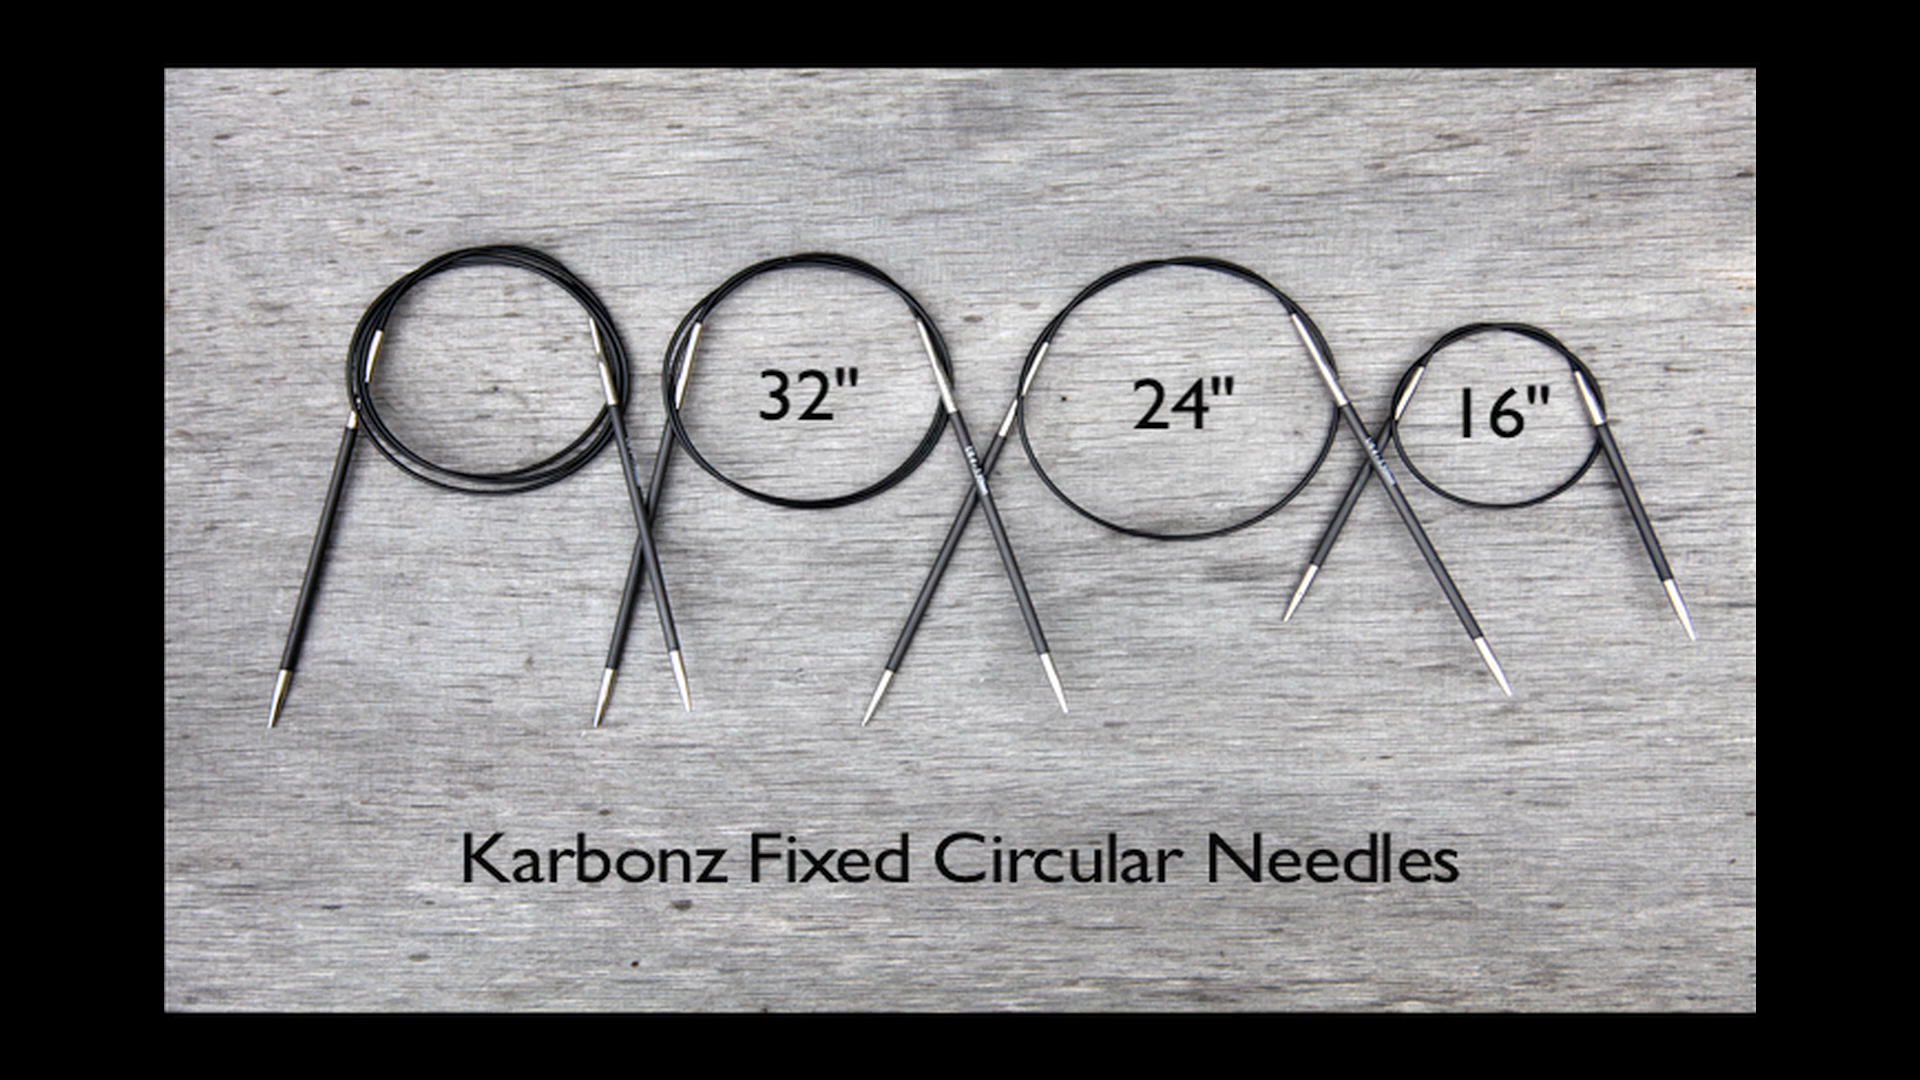 32"
24"
16"
Karbonz Fixed Circular Needles